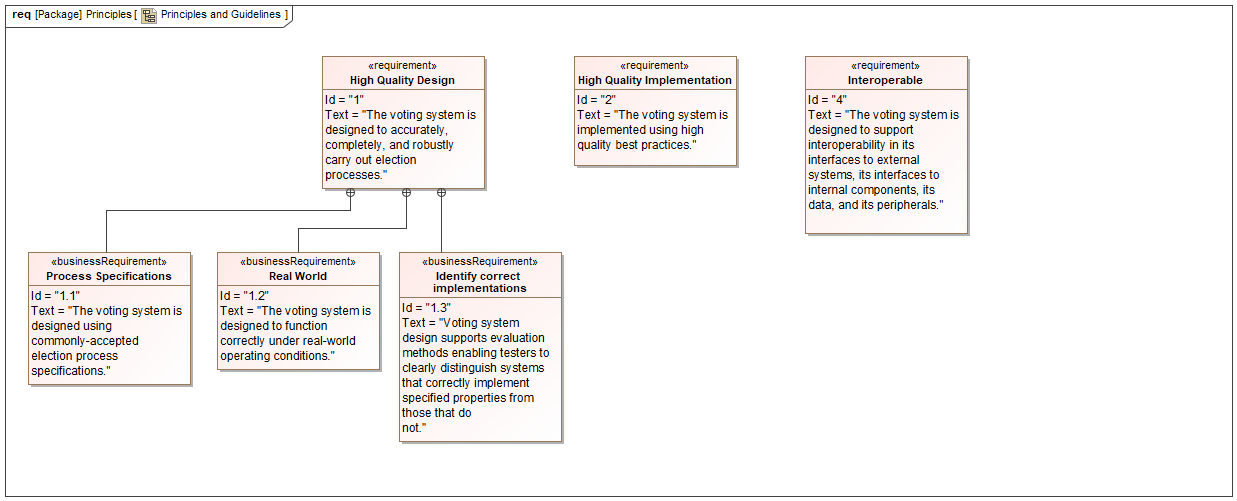 req [Package] Principles [ Principles and Guidelines ]
«requirement»
High Quality Design
Id = "1"
Text = "The voting system is
designed to accurately,
completely, and robustly
carry out election
processes."
«requirement»
High Quality Implementation
Id = "2"
Text = "The voting system is
implemented using high
quality best practices."
«requirement»
Interoperable
Id = "4"
Text = "The voting system is
designed to support
interoperability in its
interfaces to external
systems, its interfaces to
internal components, its
data, and its peripherals."
«businessRequirement»
Process Specifications
Id = "1.1"
Text = "The voting system is
designed using
commonly-accepted
election process
specifications."
«businessRequirement»
Real World
Id = "1.2"
Text = "The voting system is
designed to function
correctly under real-world
operating conditions."
«businessRequirement»
Identify correct
implementations
Id = "1.3"
Text = "Voting system
design supports evaluation
methods enabling testers to
clearly distinguish systems
that correctly implement
specified properties from
those that do
not."